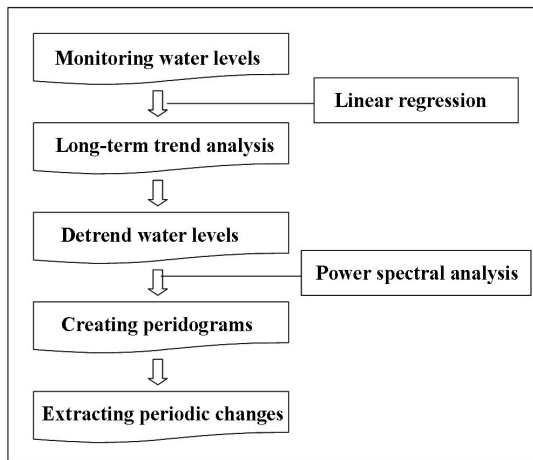 Monitoring water levels
Linear regression
Long-term trend analysis
Detrend water levels
Power spectral analysis
Creating peridograms
Extracting periodic changes